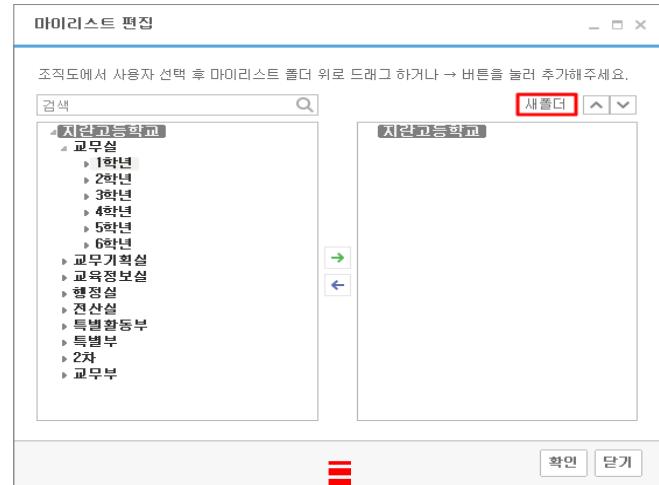 마이리스트 편집
조직도에서 사용자 선택 후 마이리스트 폴더 위로 드래그 하거나 → 버튼을 눌러 추가해주세요.
검색
새폴더
지란고등학교
교무실
1학년
2학년
3학년
4학년
5학년
6학년
교무기획실
교육정보실
행정실
전산실
특별활동부
특별부
2차
교무부
지란고등학교
확인 닫기